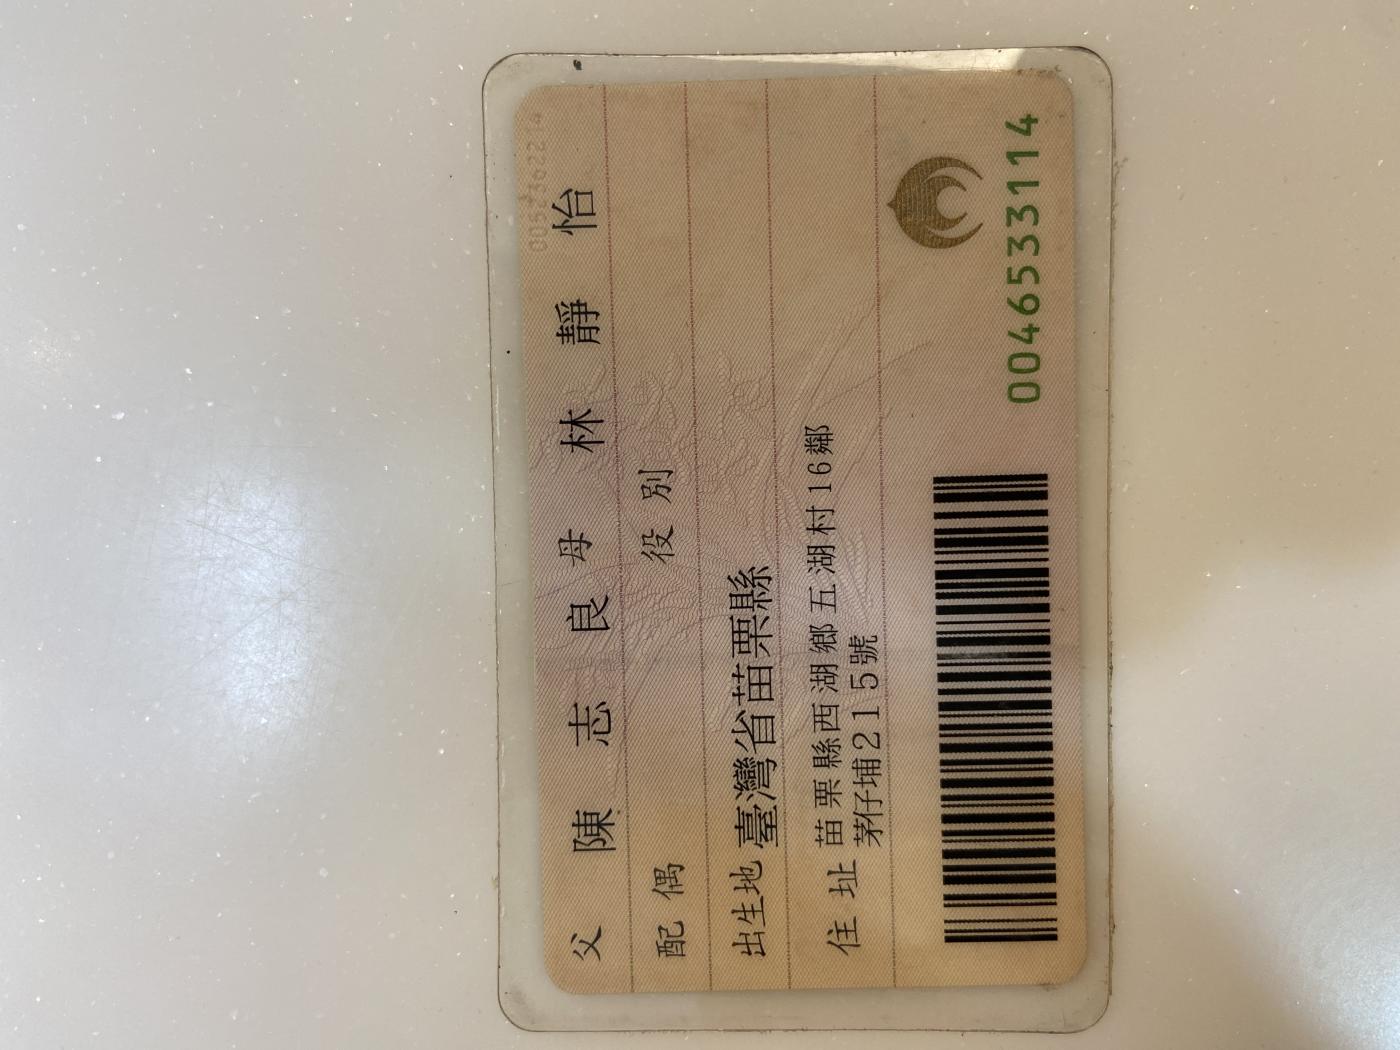 父 陳志良 母 林靜怡
配偶 役別
出生地 臺灣省苗栗縣
住址 苗栗縣西湖鄉五湖村16鄰
茅仔埔215號
0046533114